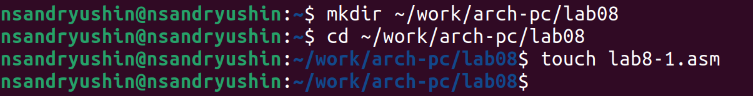 nsandryushin@nsandryushin:~$ mkdir ~/work/arch-pc/lab08
nsandryushin@nsandryushin:~$ cd ~/work/arch-pc/lab08
nsandryushin@nsandryushin:~/work/arch-pc/lab08$ touch lab8-1.asm
nsandryushin@nsandryushin:~/work/arch-pc/lab08$